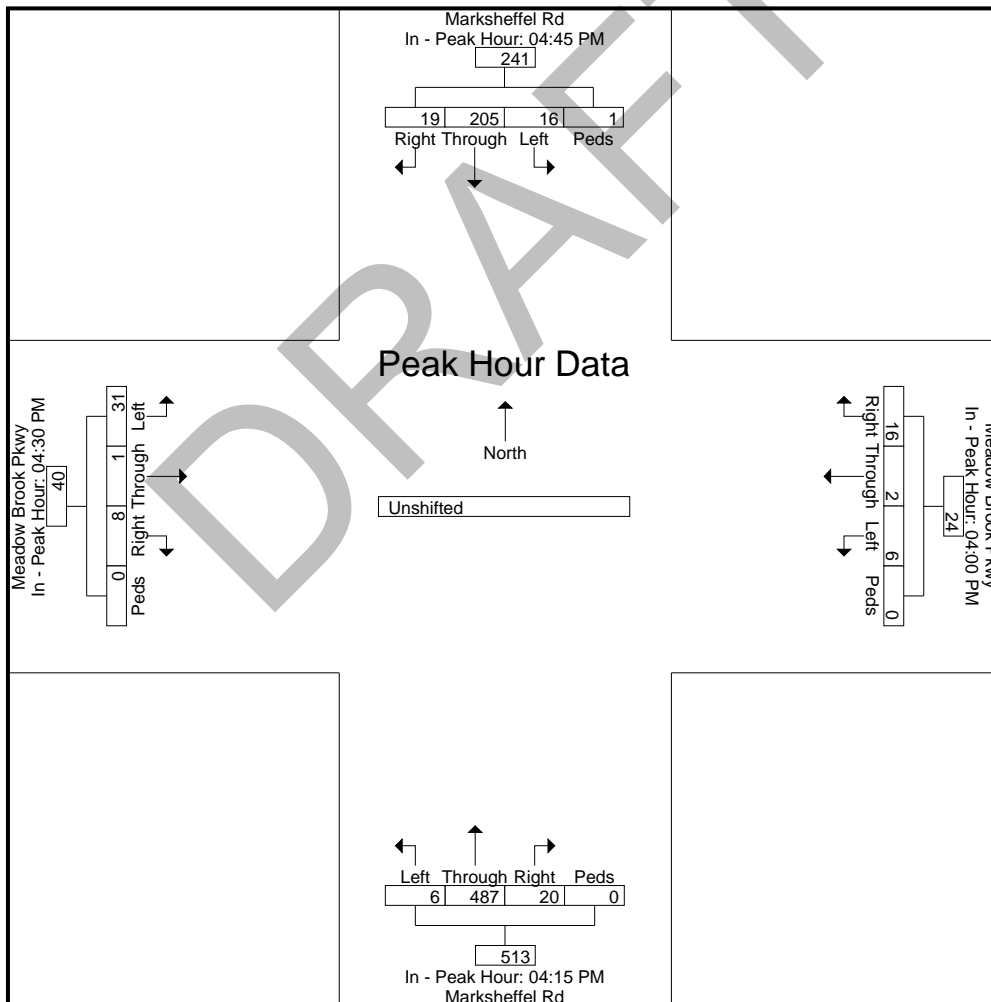 Marksheffel Rd
In - Peak Hour: 04:45 PM
241
19 205 16 1
Right Through Left Peds
DRAFT
Peak Hour Data
North
Unshifted
Meadow Brook Pkwy
In - Peak Hour: 04:30 PM
40
31 1 8 0
Left Through Right Peds
Meadow Brook Pkwy
In - Peak Hour: 04:00 PM
24
16 2 6 0
Right Through Left Peds
Left Through Right Peds
6 487 20 0
513
In - Peak Hour: 04:15 PM
Marksheffel Rd